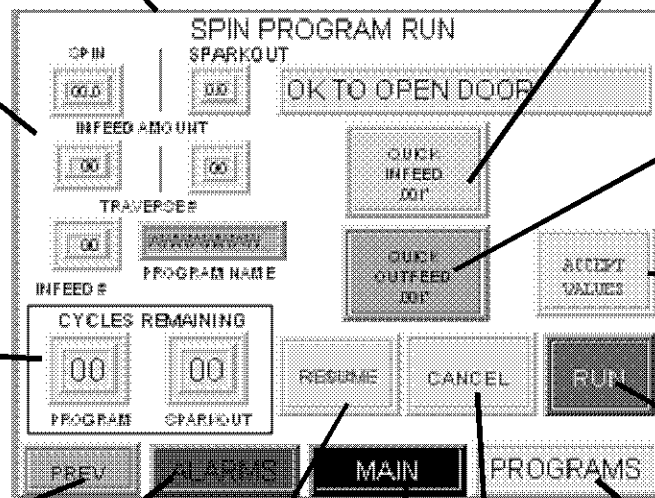 SPIN PROGRAM RUN
SPIN
SPARKOUT
00.0
0.0
OK TO OPEN DOOR
INFEED AMOUNT
00
00
QUICK
INFEED
.001"
TRAVERSE#
00
PROGRAM NAME
QUICK
OUTFEED
.001"
ACCEPT
VALUES
INFEED #
CYCLES REMAINING
00
00
PROGRAM
SPARKOUT
RESUME
CANCEL
RUN
PREV
ALARMS
MAIN
PROGRAMS